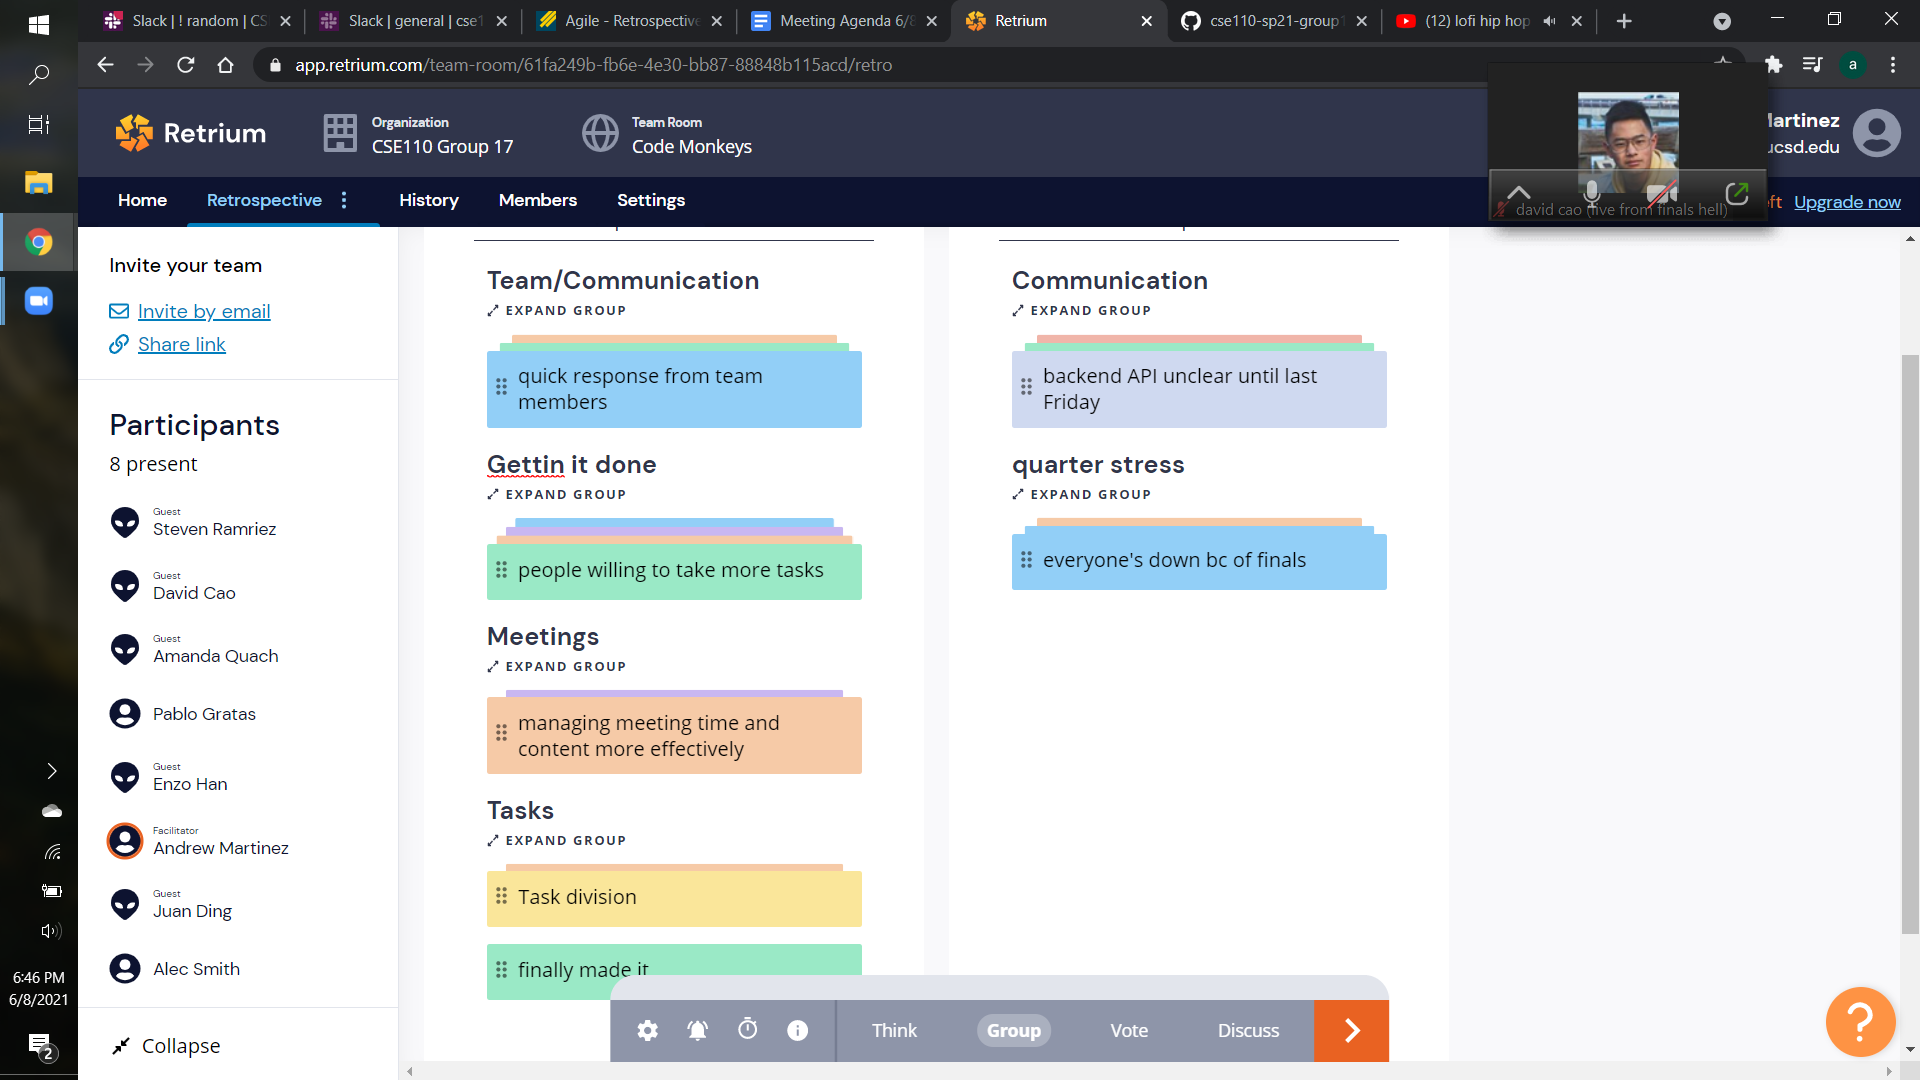 Slack | ! random | CS
Slack | general | cse1
Agile - Retrospective
Meeting Agenda 6/8
Retrium
cse110-sp21-group1
(12) lofi hip hop
app.retrium.com/team-room/61fa249b-fb6e-4e30-bb87-88848b115acd/retro
a
Retrium
Organization
CSE110 Group 17
Team Room
Code Monkeys
Martinez
ucsd.edu
david cao (live from finals hell)
Home
Retrospective
History
Members
Settings
eft
Upgrade now
Invite your team
Invite by email
Share link
Participants
8 present
Guest
Steven Ramriez
Guest
David Cao
Guest
Amanda Quach
Pablo Gratas
Guest
Enzo Han
Facilitator
Andrew Martinez
Guest
Juan Ding
Alec Smith
Collapse
Team/Communication
EXPAND GROUP
quick response from team
members
Gettin it done
EXPAND GROUP
people willing to take more tasks
Meetings
EXPAND GROUP
managing meeting time and
content more effectively
Tasks
EXPAND GROUP
Task division
finally made it
Communication
EXPAND GROUP
backend API unclear until last
Friday
quarter stress
EXPAND GROUP
everyone's down bc of finals
Think
Group
Vote
Discuss
?
6:46 PM
6/8/2021
2